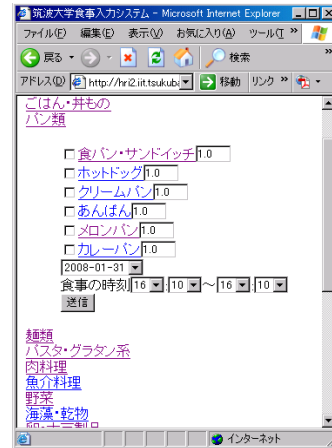 筑波大学食事入力システム - Microsoft Internet Explorer
ファイル(F) 編集(E) 表示(V) お気に入り(A) ツール(T »
戻る 検索 »
アドレス(D) http://hri2.iit.tsukuba 移動 リンク »
ごはん・丼もの
パン類
食パン・サンドイッチ 1.0
ホットドッグ 1.0
クリームパン 1.0
あんぱん 1.0
メロンパン 1.0
カレーパン 1.0
2008-01-31
食事の時刻 16 : 10 ~ 16 : 10
送信
麺類
パスタ・グラタン系
肉料理
魚介料理
野菜
海藻・乾物
卵・大豆製品
インターネット